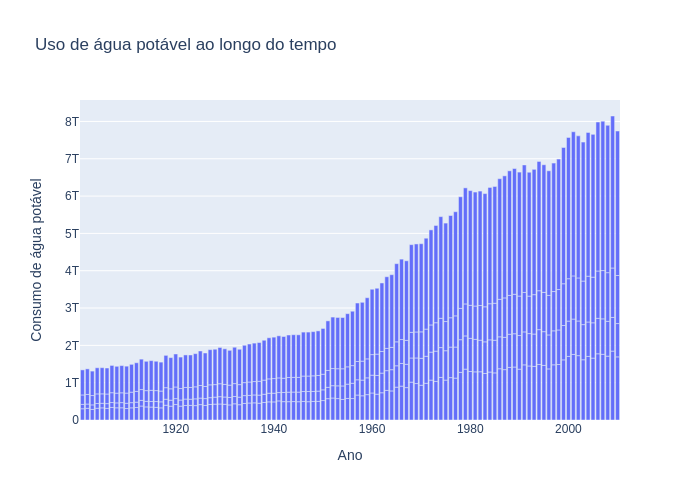 Uso de água potável ao longo do tempo
Consumo de água potável
8T
7T
6T
5T
4T
3T
2T
1T
0
1920
1940
1960
1980
2000
Ano